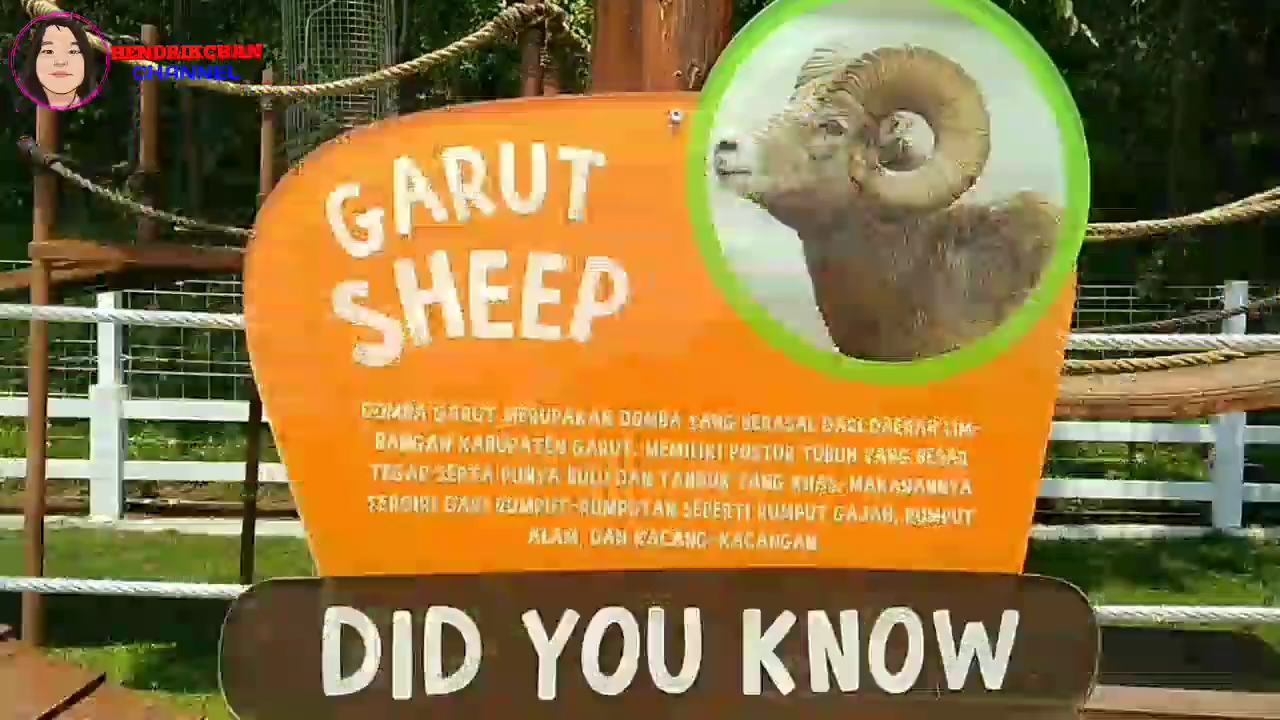 HENDRIKCHAN
CHANNEL
GARUT
SHEEP
DOMBA GARUT MERUPAKAN DOMBA YANG BERASAL DARI DAERAH LIM-
BANGAN KABUPATEN GARUT. MEMILIKI POSTUR TUBUH YANG BESAR,
TEGAP SERTA PUNYA BULU DAN TANDUK YANG KHAS. MAKANANNYA
TERDIRI DARI RUMPUT-RUMPUTAN SEPERTI RUMPUT GAJAH, RUMPUT
ALAM, DAN KACANG-KACANGAN
DID YOU KNOW